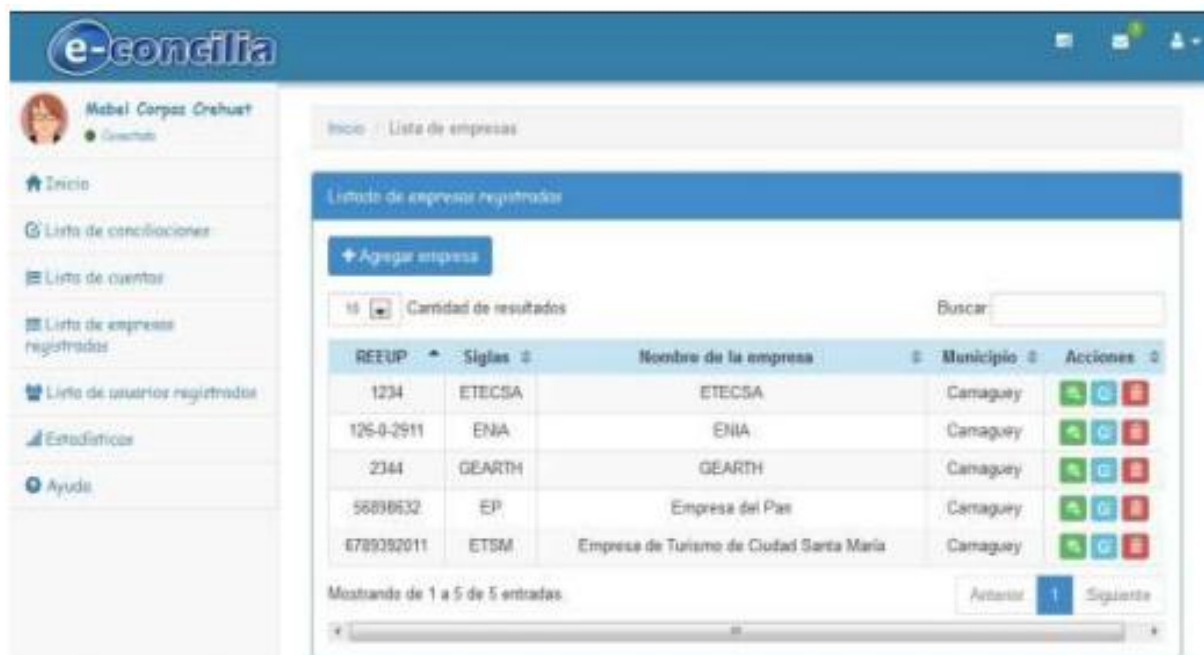 e-concilia
Mabel Corpas Crehuet
Conectado
Inicio / Lista de empresas
Inicio
Lista de conciliaciones
Lista de cuentas
Lista de empresas
registradas
Lista de usuarios registrados
Estadísticas
Ayuda
Listado de empresas registradas
Agregar empresa
10 Cantidad de resultados Buscar:
REEUP Siglas Nombre de la empresa Municipio Acciones
1234 ETECSA ETECSA Camaguey
126-0-2911 ENIA ENIA Camaguey
2344 GEARTH GEARTH Camaguey
56898632 EP Empresa del Pan Camaguey
6789392011 ETSM Empresa de Turismo de Ciudad Santa María Camaguey
Mostrando de 1 a 5 de 5 entradas Anterior 1 Siguiente